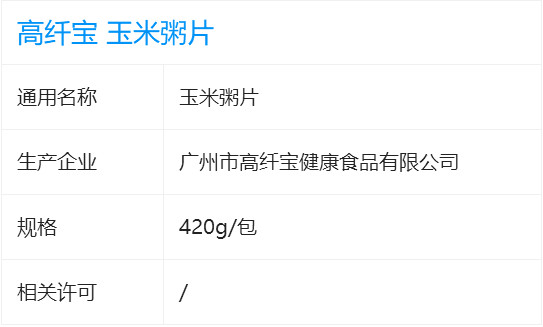 高纤宝 玉米粥片
通用名称 玉米粥片
生产企业 广州市高纤宝健康食品有限公司
规格 420g/包
相关许可 /